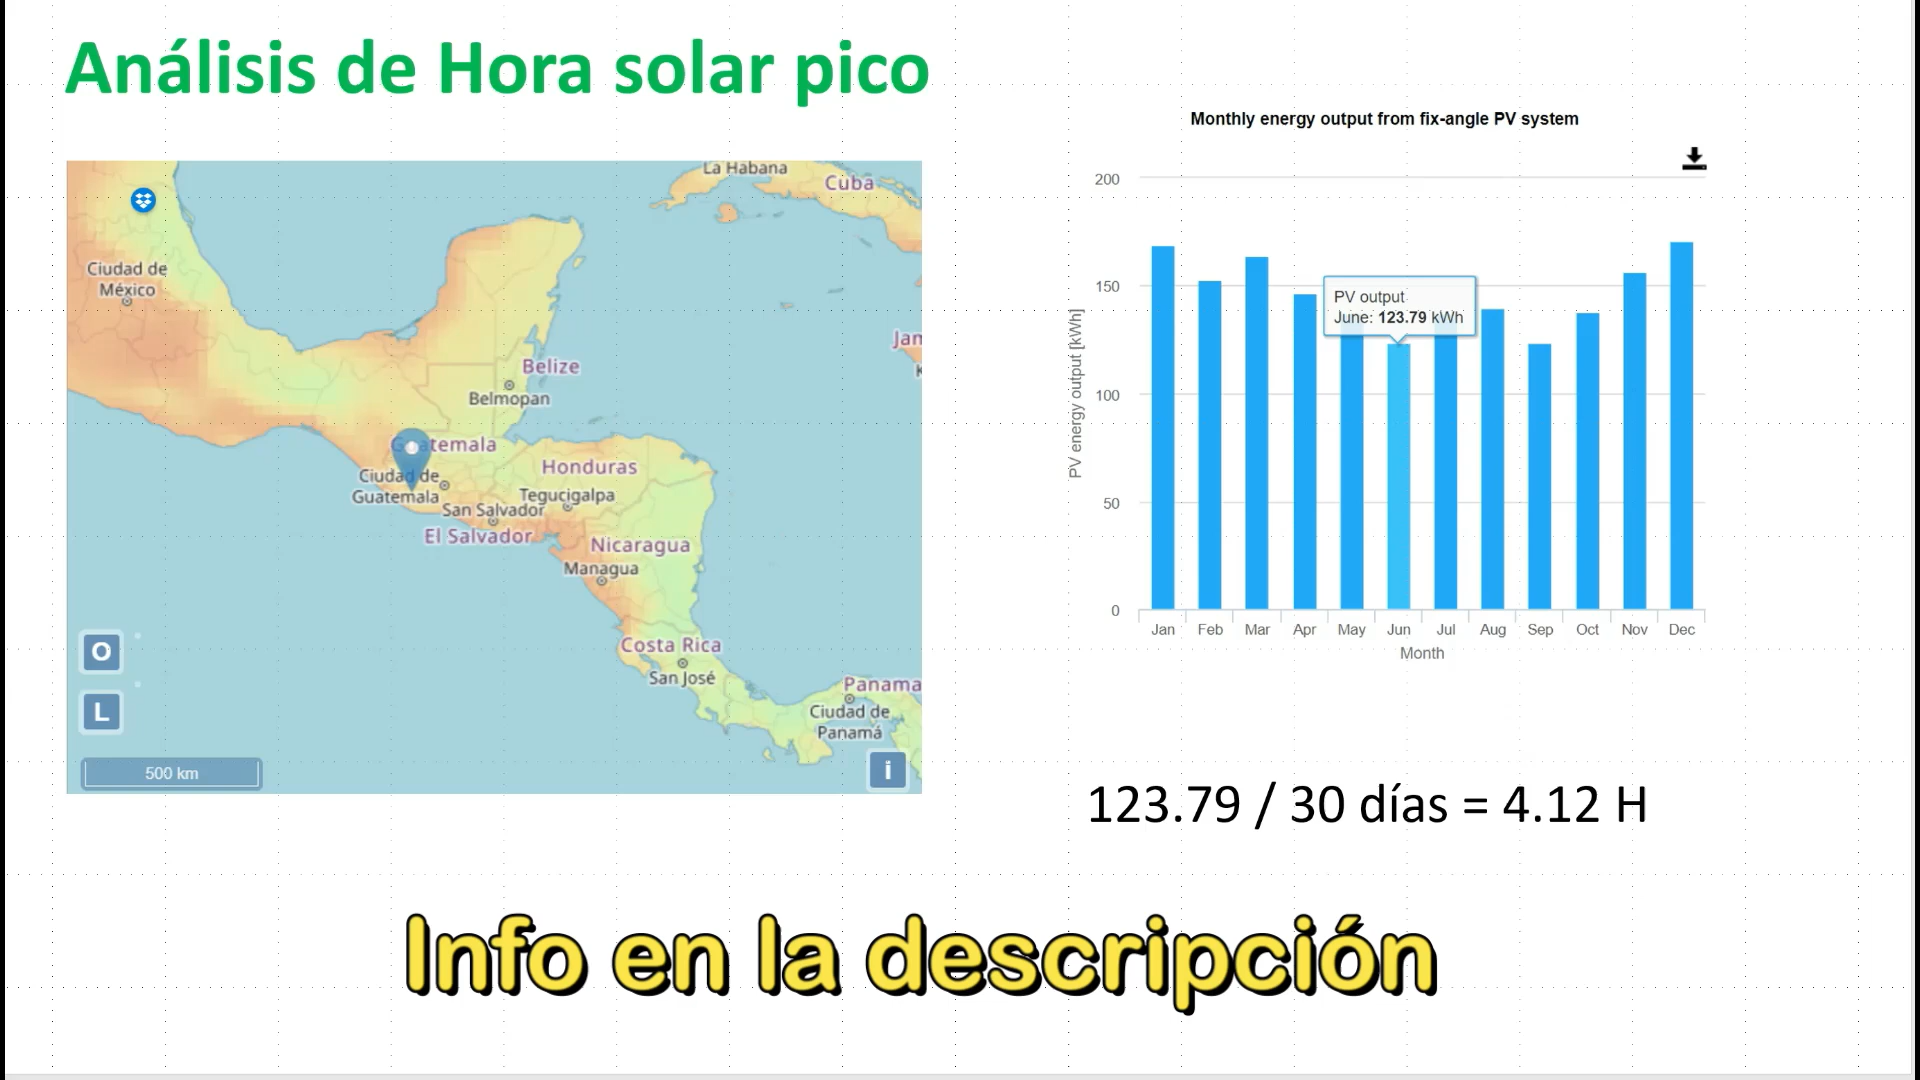 Análisis de Hora solar pico
La Habana
Cuba
Ciudad de
México
Jan
Belize
Belmopan
Guatemala
Honduras
Ciudad de
Guatemala
Tegucigalpa
San Salvador
El Salvador
Nicaragua
Managua
Costa Rica
San José
Panama
Ciudad de
Panamá
O
L
500 km
i
Monthly energy output from fix-angle PV system
200
150
100
50
0
PV energy output [kWh]
PV output
June: 123.79 kWh
Jan Feb Mar Apr May Jun Jul Aug Sep Oct Nov Dec
Month
123.79 / 30 días = 4.12 H
Info en la descripción